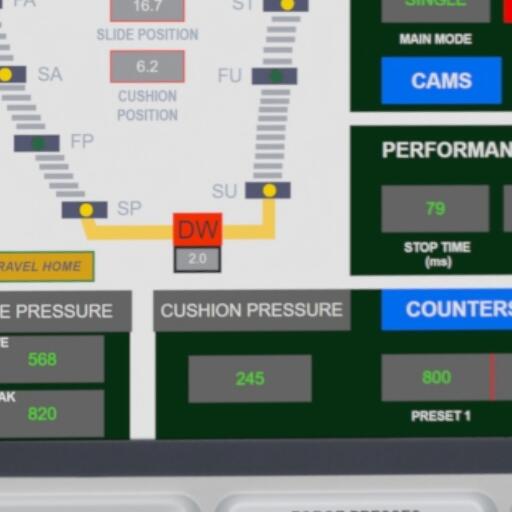 16.7
SLIDE POSITION
SA
6.2
CUSHION
POSITION
FP
SP
ST
FU
SU
DW
2.0
SINGLE
MAIN MODE
CAMS
PERFORMAN
79
STOP TIME
(ms)
RAVEL HOME
E PRESSURE
568
AK
820
CUSHION PRESSURE
245
COUNTERS
800
PRESET 1